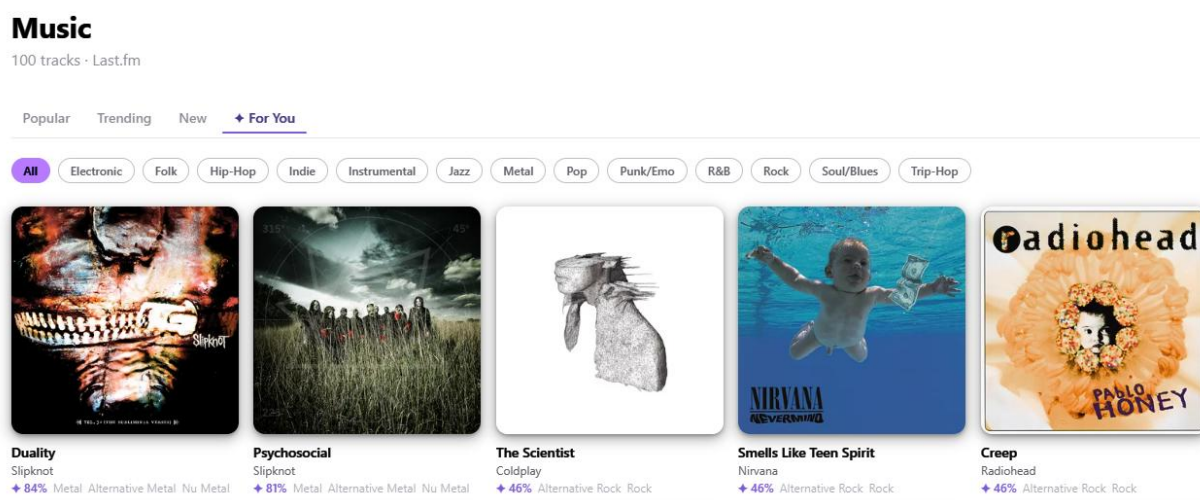 Music
100 tracks · Last.fm
Popular Trending New ✦ For You
All Electronic Folk Hip-Hop Indie Instrumental Jazz Metal Pop Punk/Emo R&B Rock Soul/Blues Trip-Hop
315° 45°
Slipknot
radiohead
NIRVANA
NEVERMIND
PABLO
HONEY
Duality Psychosocial The Scientist Smells Like Teen Spirit Creep
Slipknot Slipknot Coldplay Nirvana Radiohead
✦ 84% Metal Alternative Metal Nu Metal ✦ 81% Metal Alternative Metal Nu Metal ✦ 46% Alternative Rock Rock ✦ 46% Alternative Rock Rock ✦ 46% Alternative Rock Rock